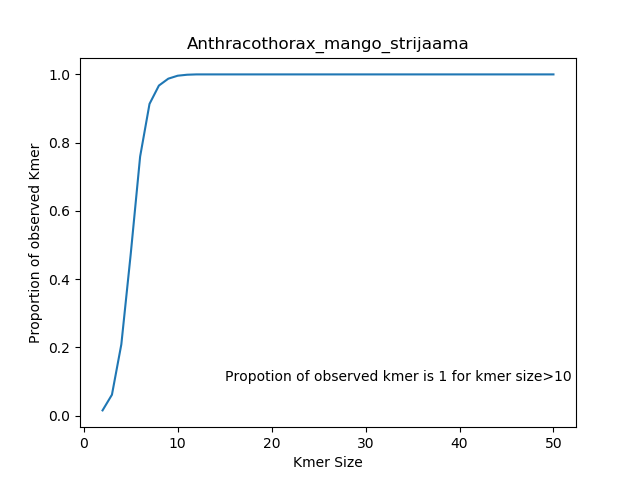 Anthracothorax_mango_strijaama
1.0
0.8
0.6
0.4
0.2
0.0
Proportion of observed Kmer
Propotion of observed kmer is 1 for kmer size>10
0 10 20 30 40 50
Kmer Size